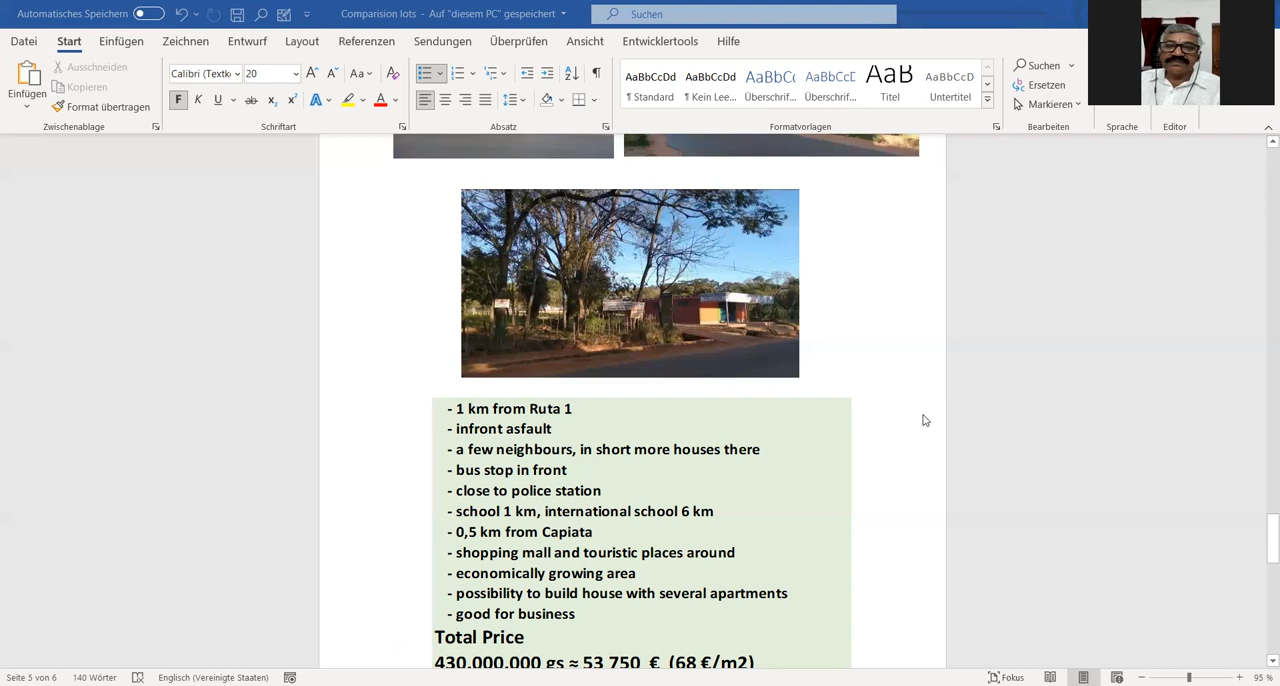 Automatisches Speichern
Comparision lots - Auf "diesem PC" gespeichert
Suchen
Datei Start Einfügen Zeichnen Entwurf Layout Referenzen Sendungen Überprüfen Ansicht Entwicklertools Hilfe
Einfügen
Ausschneiden
Kopieren
Format übertragen
Zwischenablage
Calibri (Textk 20
F K U ab x₂ x² A A
Schriftart
Absatz
AaBbCcDd AaBbCcDd AaBbCc AaBbCcD AaB AaBbCcD
¶ Standard ¶ Kein Lee... Überschrif... Überschrif... Titel Untertitel
Formatvorlagen
Suchen
Ersetzen
Markieren
Bearbeiten
Sprache
Editor
- 1 km from Ruta 1
- infront asfault
- a few neighbours, in short more houses there
- bus stop in front
- close to police station
- school 1 km, international school 6 km
- 0,5 km from Capiata
- shopping mall and touristic places around
- economically growing area
- possibility to build house with several apartments
- good for business
Total Price
430.000.000 gs ≈ 53 750 € (68 €/m2)
Seite 5 von 6 140 Wörter Englisch (Vereinigte Staaten) Fokus 95 %